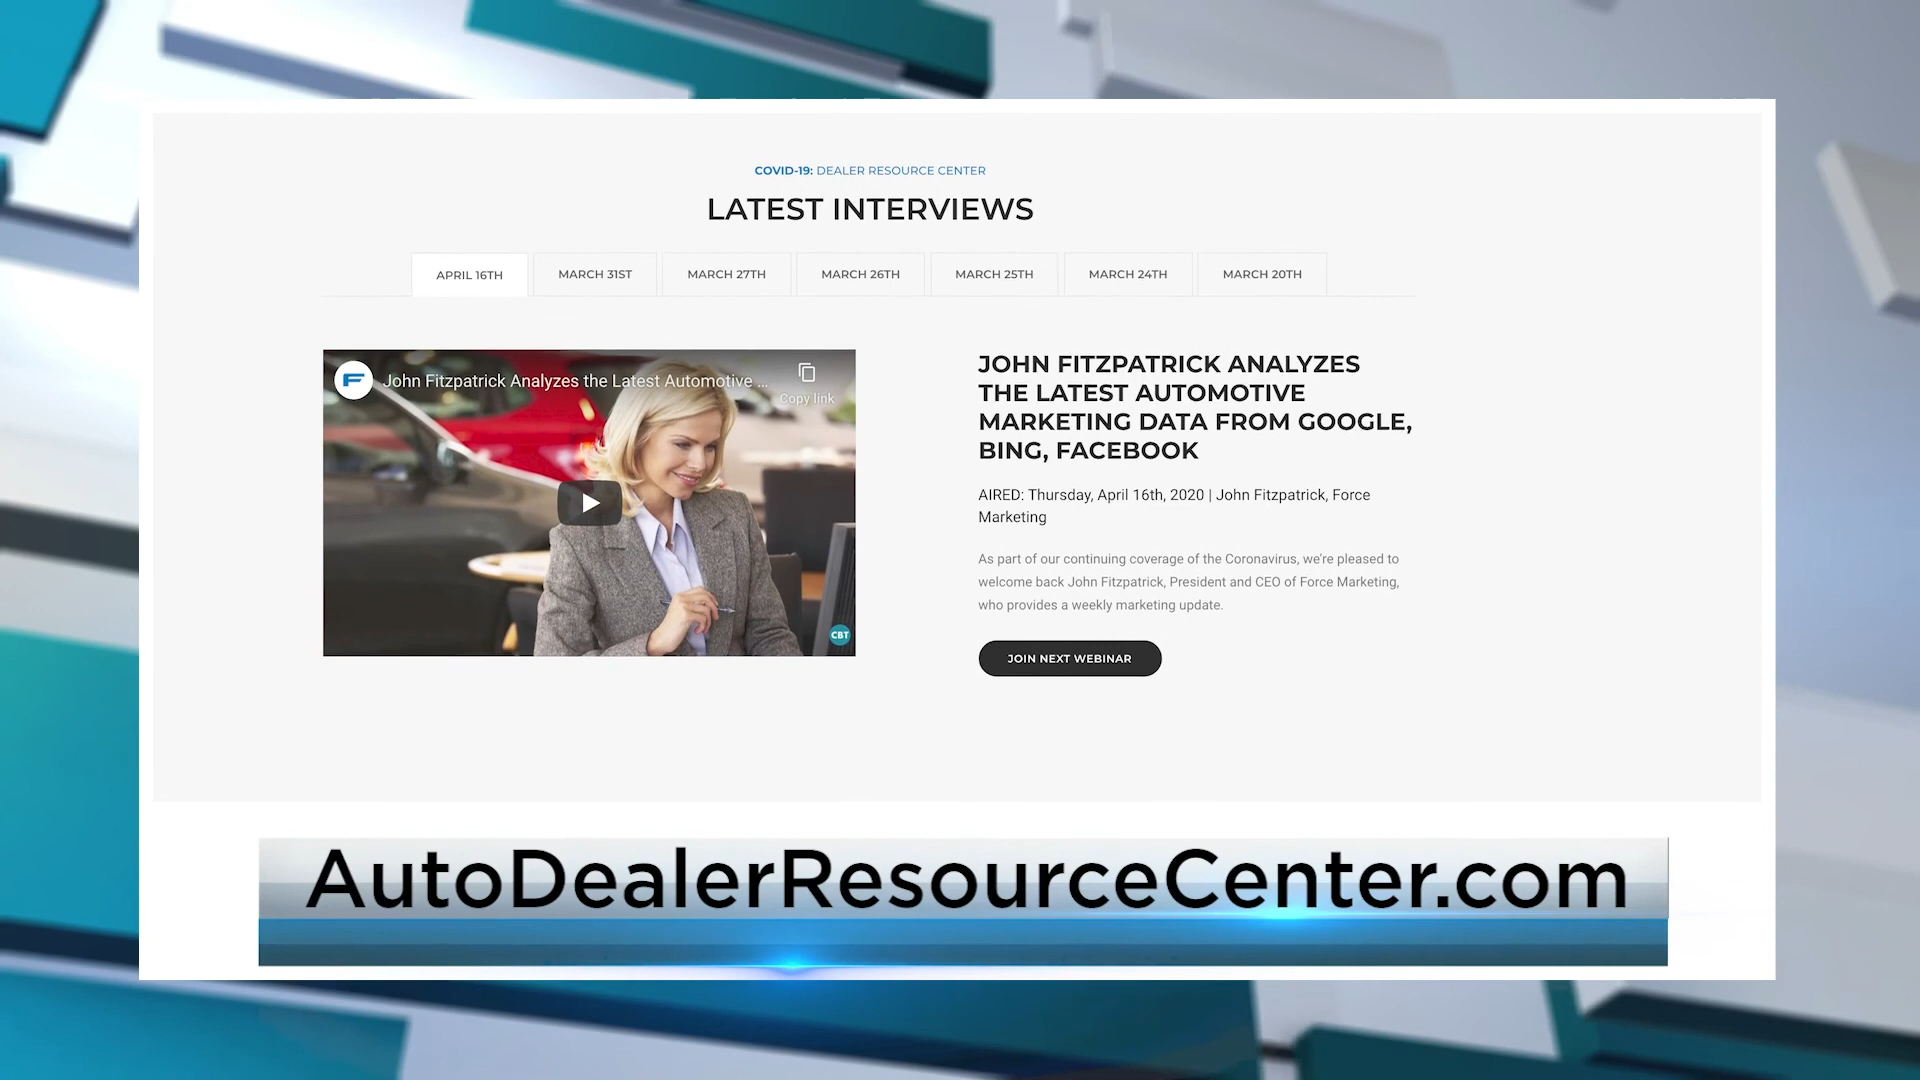 COVID-19: DEALER RESOURCE CENTER
LATEST INTERVIEWS
APRIL 16TH
MARCH 31ST
MARCH 27TH
MARCH 26TH
MARCH 25TH
MARCH 24TH
MARCH 20TH
John Fitzpatrick Analyzes the Latest Automotive ...
Copy link
CBT
JOHN FITZPATRICK ANALYZES
THE LATEST AUTOMOTIVE
MARKETING DATA FROM GOOGLE,
BING, FACEBOOK
AIRED: Thursday, April 16th, 2020 | John Fitzpatrick, Force
Marketing
As part of our continuing coverage of the Coronavirus, we're pleased to
welcome back John Fitzpatrick, President and CEO of Force Marketing,
who provides a weekly marketing update.
JOIN NEXT WEBINAR
AutoDealerResourceCenter.com